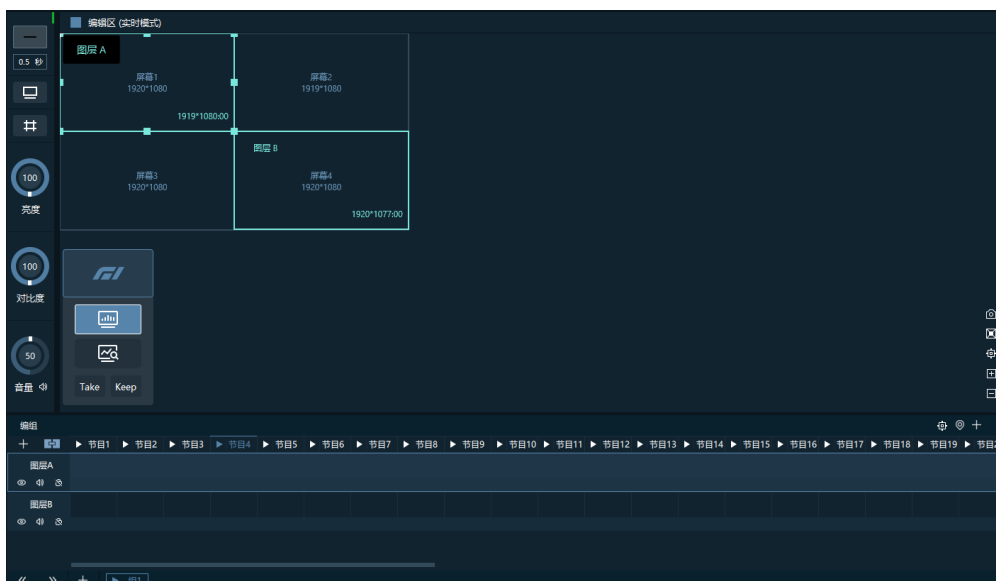 编辑区 (实时模式)
0.5 秒
图层 A
屏幕1
1920*1080
1919*1080:00
屏幕2
1919*1080
屏幕3
1920*1080
图层 B
屏幕4
1920*1080
1920*1077:00
100
亮度
100
对比度
50
音量
Take Keep
编组
节目1 节目2 节目3 节目4 节目5 节目6 节目7 节目8 节目9 节目10 节目11 节目12 节目13 节目14 节目15 节目16 节目17 节目18 节目19
图层A
图层B
组1